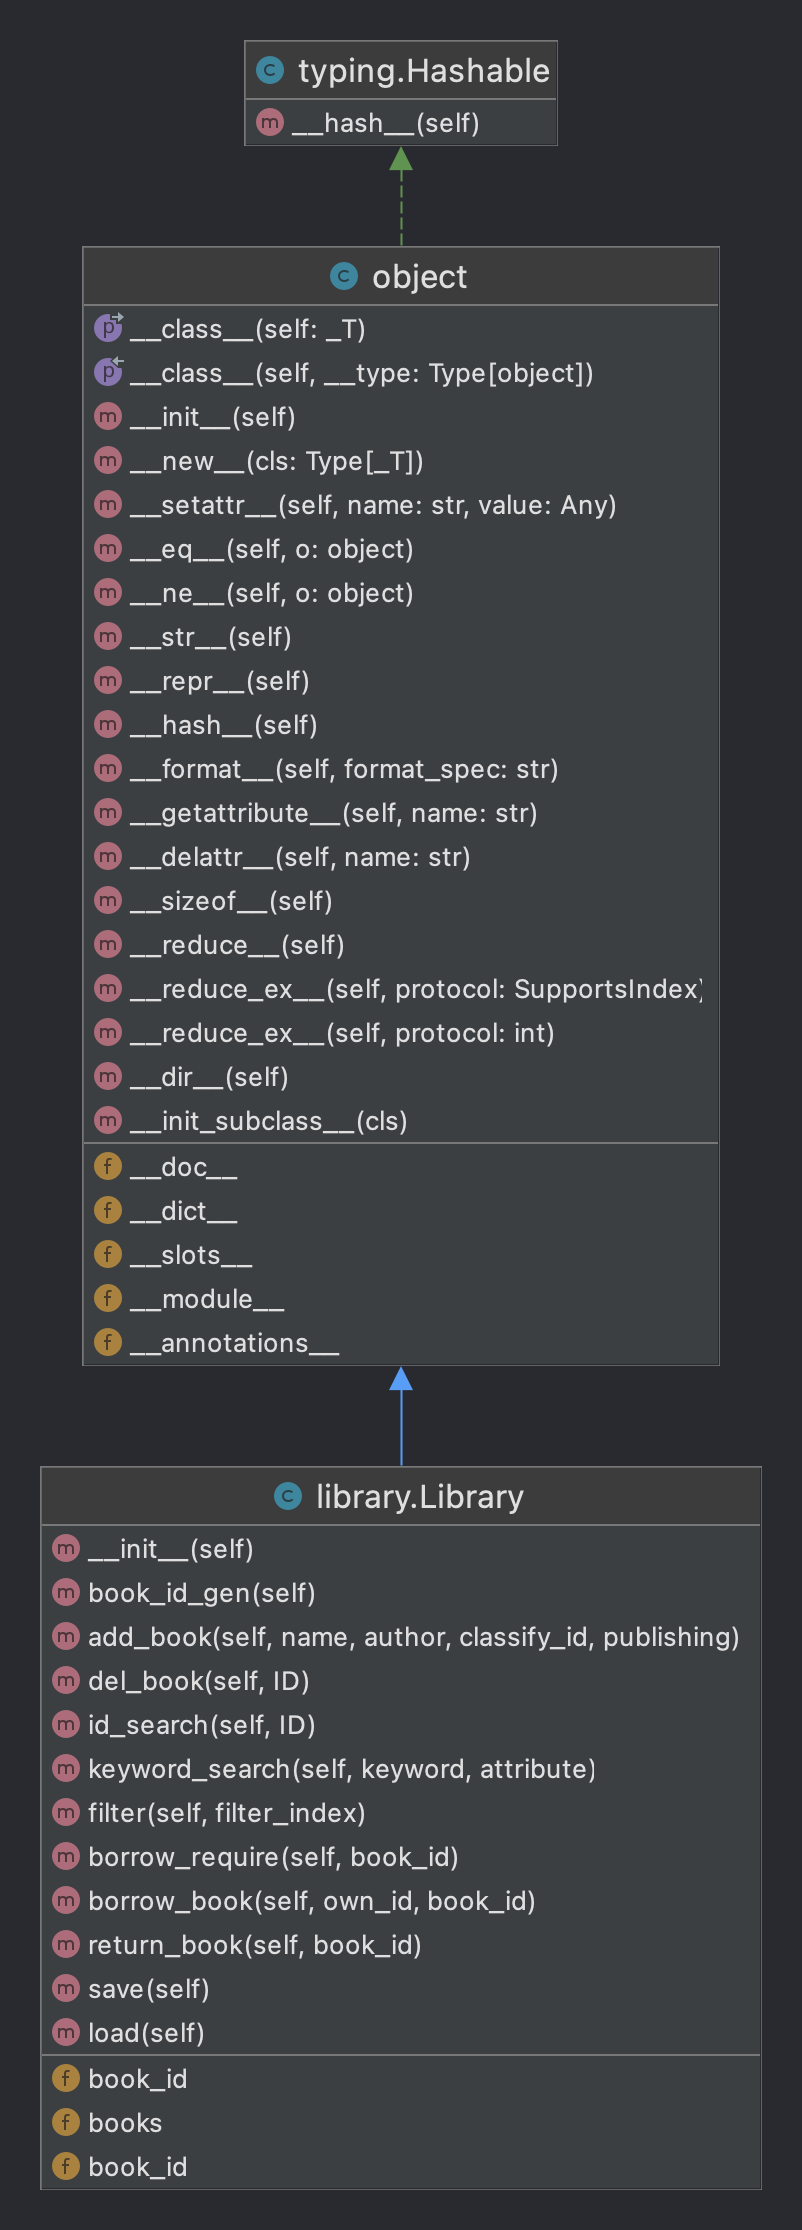 C typing.Hashable
m __hash__(self)
C object
p __class__(self: _T)
p __class__(self, __type: Type[object])
m __init__(self)
m __new__(cls: Type[_T])
m __setattr__(self, name: str, value: Any)
m __eq__(self, o: object)
m __ne__(self, o: object)
m __str__(self)
m __repr__(self)
m __hash__(self)
m __format__(self, format_spec: str)
m __getattribute__(self, name: str)
m __delattr__(self, name: str)
m __sizeof__(self)
m __reduce__(self)
m __reduce_ex__(self, protocol: SupportsIndex)
m __reduce_ex__(self, protocol: int)
m __dir__(self)
m __init_subclass__(cls)
f __doc__
f __dict__
f __slots__
f __module__
f __annotations__
C library.Library
m __init__(self)
m book_id_gen(self)
m add_book(self, name, author, classify_id, publishing)
m del_book(self, ID)
m id_search(self, ID)
m keyword_search(self, keyword, attribute)
m filter(self, filter_index)
m borrow_require(self, book_id)
m borrow_book(self, own_id, book_id)
m return_book(self, book_id)
m save(self)
m load(self)
f book_id
f books
f book_id